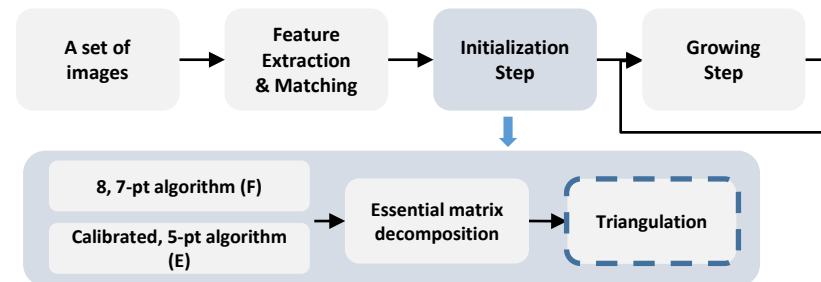 A set of
images
Feature
Extraction
& Matching
Initialization
Step
Growing
Step
8, 7-pt algorithm (F)
Calibrated, 5-pt algorithm
(E)
Essential matrix
decomposition
Triangulation